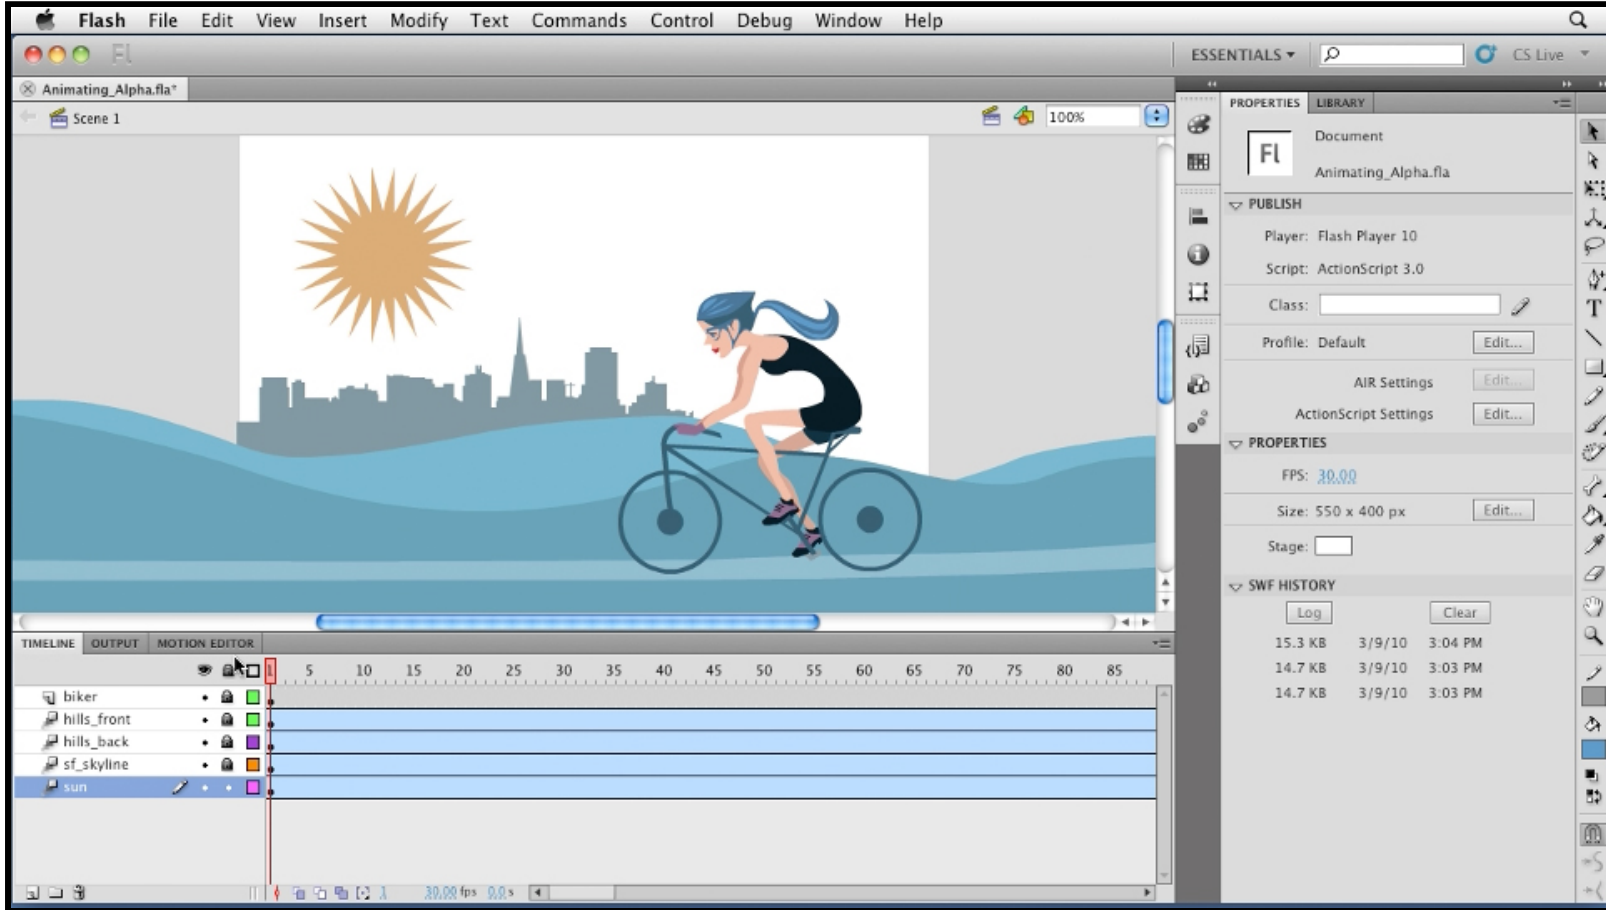 Flash File Edit View Insert Modify Text Commands Control Debug Window Help
Fl ESSENTIALS CS Live
Animating_Alpha.fla*
Scene 1 100%
PROPERTIES LIBRARY
Fl
Document
Animating_Alpha.fla
PUBLISH
Player: Flash Player 10
Script: ActionScript 3.0
Class:
Profile: Default Edit...
AIR Settings Edit...
ActionScript Settings Edit...
PROPERTIES
FPS: 30.00
Size: 550 x 400 px Edit...
Stage:
SWF HISTORY
Log Clear
15.3 KB 3/9/10 3:04 PM
14.7 KB 3/9/10 3:03 PM
14.7 KB 3/9/10 3:03 PM
TIMELINE OUTPUT MOTION EDITOR
1 5 10 15 20 25 30 35 40 45 50 55 60 65 70 75 80 85
biker
hills_front
hills_back
sf_skyline
sun
1 30.00 fps 0.0 s